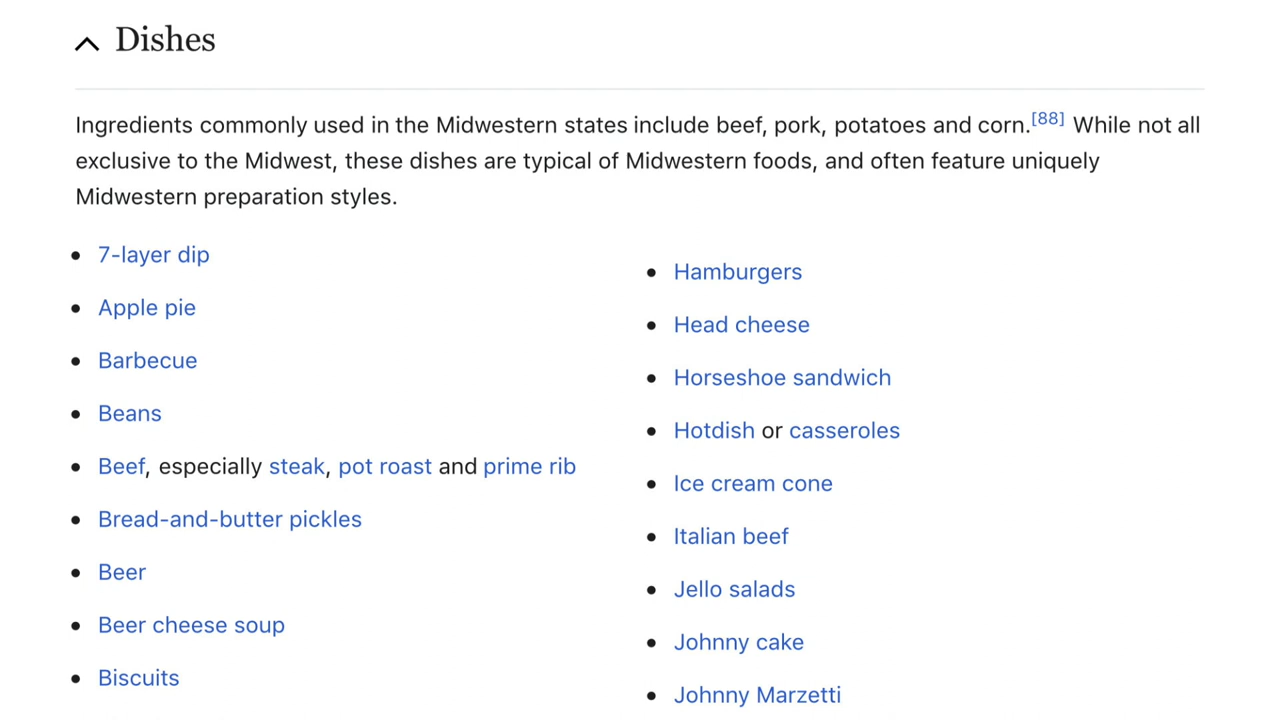 Dishes
Ingredients commonly used in the Midwestern states include beef, pork, potatoes and corn.[88] While not all
exclusive to the Midwest, these dishes are typical of Midwestern foods, and often feature uniquely
Midwestern preparation styles.
7-layer dip
Apple pie
Barbecue
Beans
Beef, especially steak, pot roast and prime rib
Bread-and-butter pickles
Beer
Beer cheese soup
Biscuits
Hamburgers
Head cheese
Horseshoe sandwich
Hotdish or casseroles
Ice cream cone
Italian beef
Jello salads
Johnny cake
Johnny Marzetti